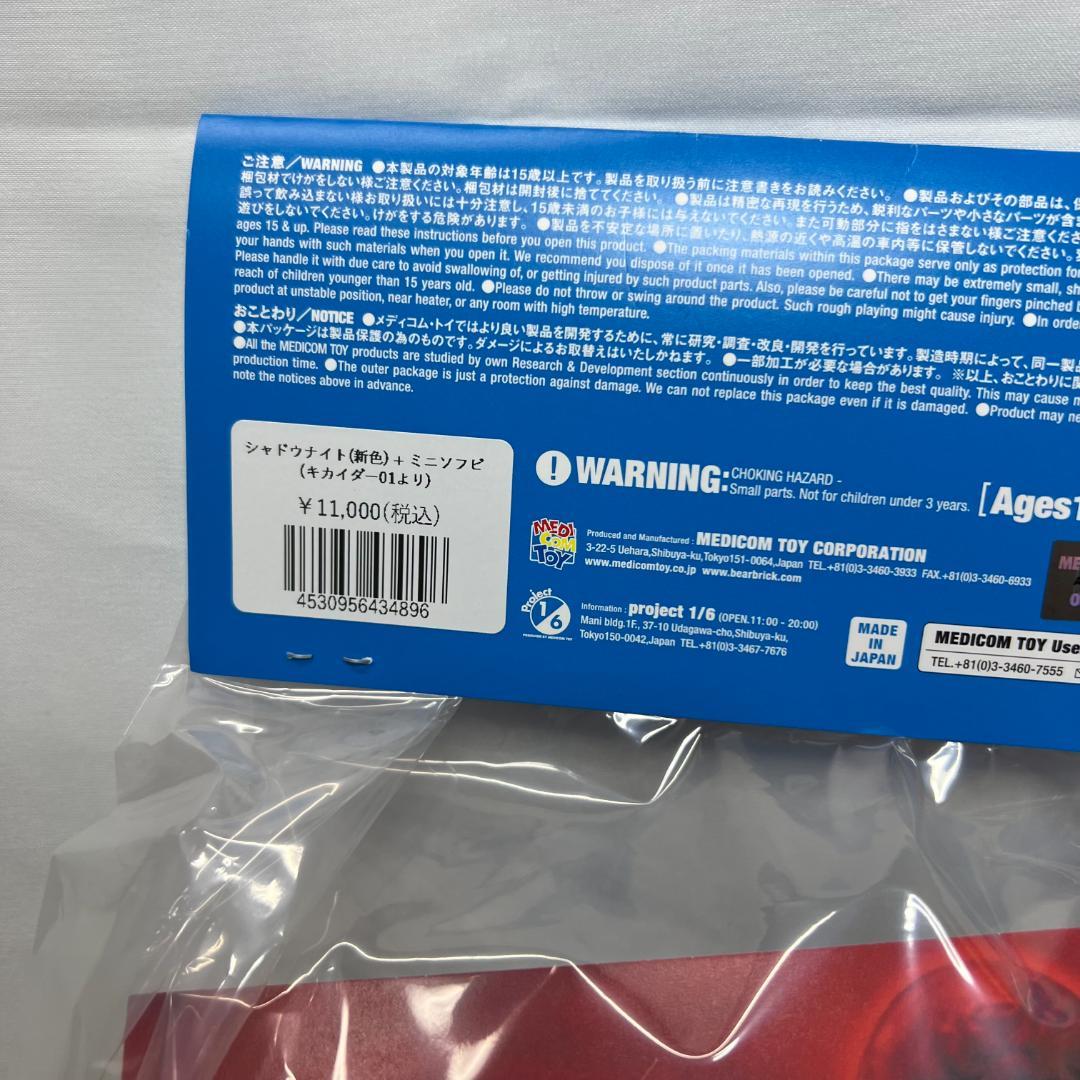 ご注意／WARNING ●本製品の対象年齢は15歳以上です。製品を取り扱う前に注意書きをお読みください。 ●製品およびその部品は、
梱包材でけがをしない様ご注意ください。梱包材は開封後に捨ててください。 ●製品は精密な再現を行うため、鋭利なパーツや小さなパーツが
誤って飲み込まない様お取り扱いには十分注意し、15歳未満のお子様には与えないでください。また可動部分に指をはさまない様ご注意くださ
遊びをしないでください。けがをする危険があります。 ●製品を不安定な場所に置いたり、熱源の近くや高温の車内等に保管しないでください。
ages 15 & up. Please read these instructions before you open this product. ●The packing materials within this package serve only as protection for
your hands with such materials when you open it. We recommend you dispose of it once it has been opened. ●There may be extremely small, sh
Please handle it with due care to avoid swallowing of, or getting injured by such product parts. Also, please be careful not to get your fingers pinched
reach of children younger than 15 years old. ●Please do not throw or swing around the product. Such rough playing might cause injury. ●In orde
product at unstable position, near heater, or any room with high temperature.
おことわり／NOTICE ●メディコム・トイではより良い製品を開発するために、常に研究・調査・改良・開発を行っています。製造時期によって、同一製品
●本パッケージは製品保護の為のものです。ダメージによるお取替えはいたしかねます。 ●一部加工が必要な場合があります。 ※以上、おことわりに
●All the MEDICOM TOY products are studied by own Research & Development section continuously in order to keep the best quality. This may cause
production time. ●The outer package is just a protection against damage. We can not replace this package even if it is damaged. ●Product may ne
note the notices above in advance.
シャドウナイト(新色)+ミニソフビ
(キカイダー01より)
￥11,000(税込)
4530956434896
! WARNING: CHOKING HAZARD -
Small parts. Not for children under 3 years. [Ages1
MEDI COM TOY
Produced and Manufactured : MEDICOM TOY CORPORATION
3-22-5 Uehara,Shibuya-ku,Tokyo151-0064,Japan TEL.+81(0)3-3460-3933 FAX.+81(0)3-3460-6933
www.medicomtoy.co.jp www.bearbrick.com
Project 1/6
Information : project 1/6 (OPEN.11:00 - 20:00)
Mani bldg.1F., 37-10 Udagawa-cho,Shibuya-ku,
Tokyo150-0042,Japan TEL.+81(0)3-3467-7676
MADE
IN
JAPAN
MEDICOM TOY Use
TEL.+81(0)3-3460-7555